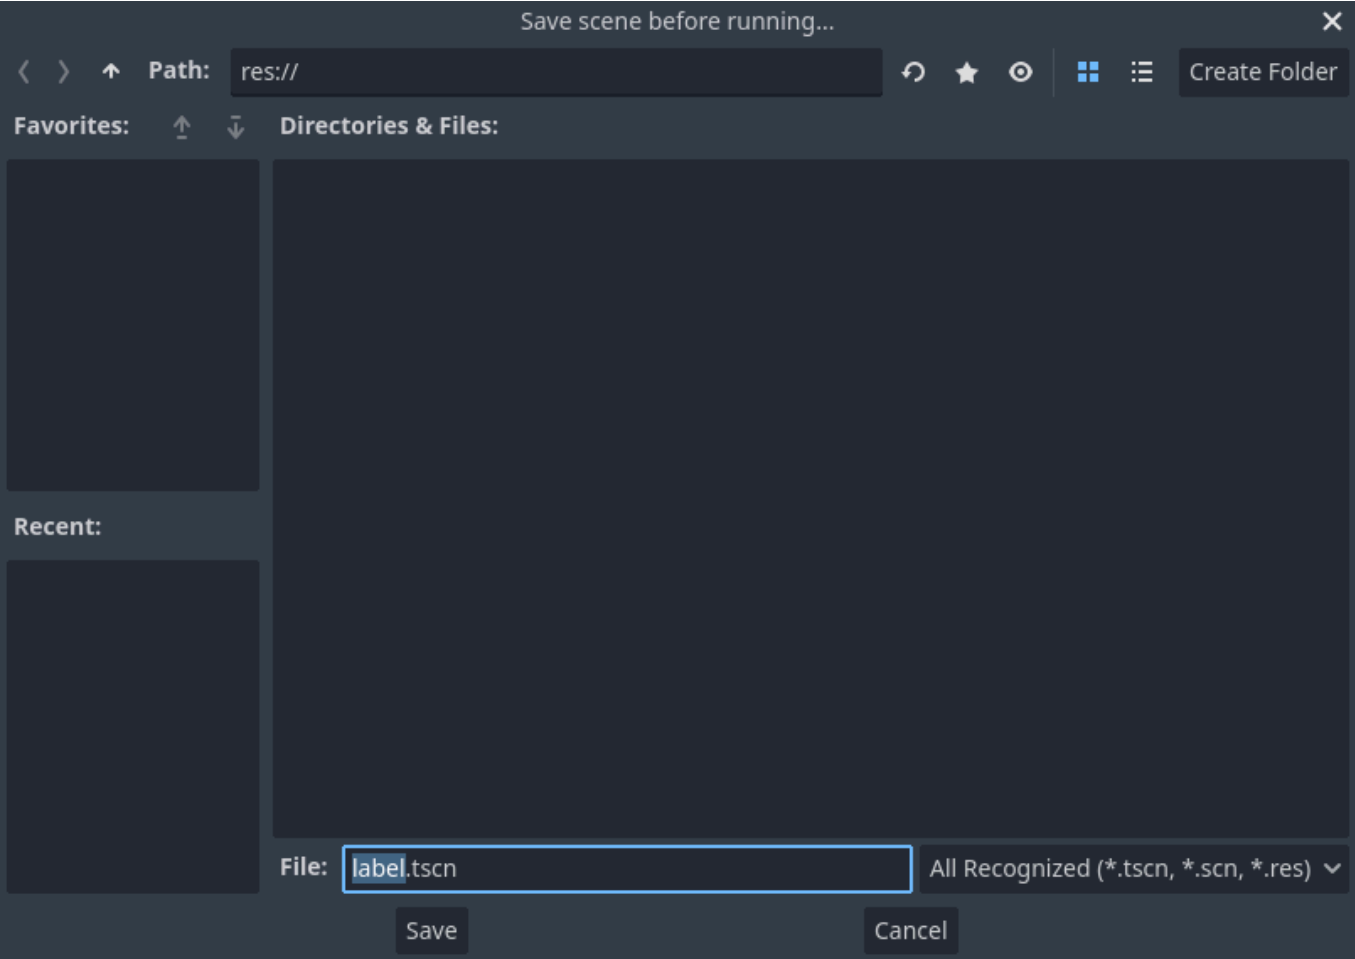 Save scene before running...
Path: res:// Create Folder
Favorites: Directories & Files:
Recent:
File: label.tscn All Recognized (*.tscn, *.scn, *.res)
Save Cancel